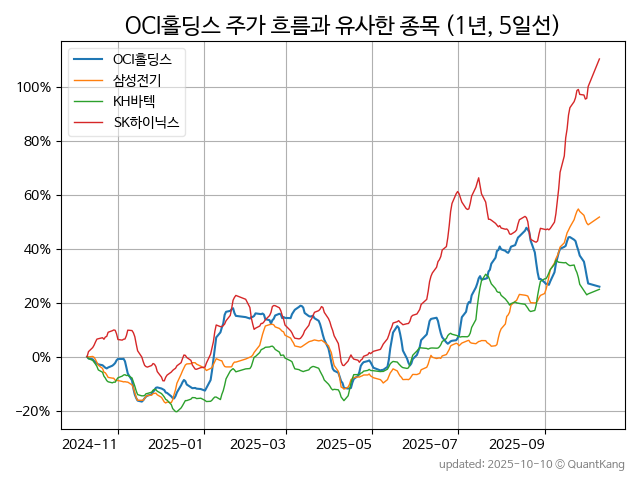 OCI홀딩스 주가 흐름과 유사한 종목 (1년, 5일선)
OCI홀딩스
삼성전기
KH바텍
SK하이닉스
100%
80%
60%
40%
20%
0%
−20%
2024-11
2025-01
2025-03
2025-05
2025-07
2025-09
updated: 2025-10-10 © QuantKang